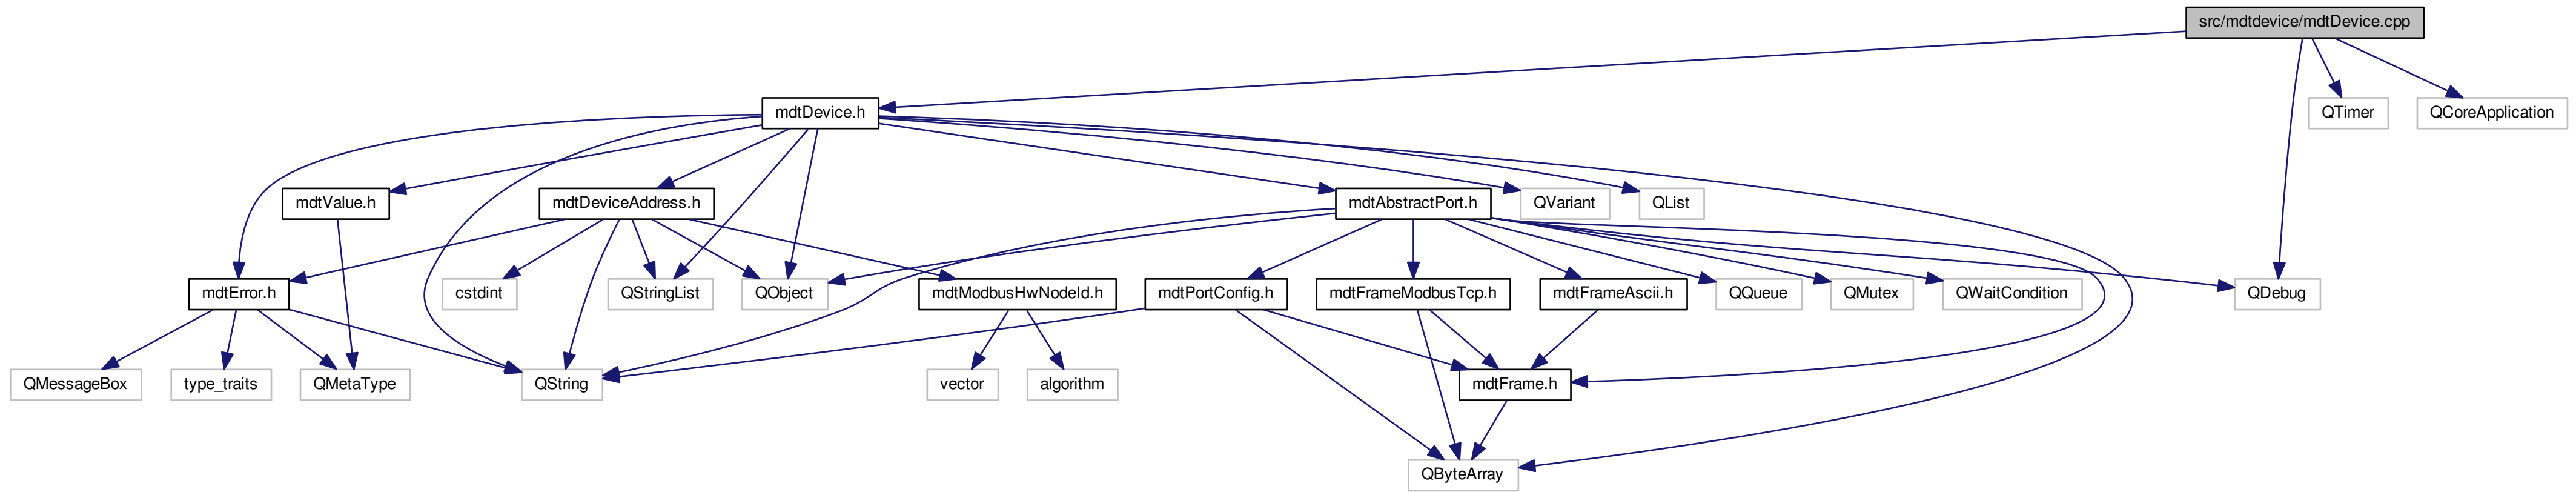 src/mdtdevice/mdtDevice.cpp
mdtDevice.h
QTimer
QCoreApplication
mdtValue.h
mdtDeviceAddress.h
mdtAbstractPort.h
QVariant
QList
mdtError.h
cstdint
QStringList
QObject
mdtModbusHwNodeId.h
mdtPortConfig.h
mdtFrameModbusTcp.h
mdtFrameAscii.h
QQueue
QMutex
QWaitCondition
QDebug
QMessageBox
type_traits
QMetaType
QString
vector
algorithm
mdtFrame.h
QByteArray